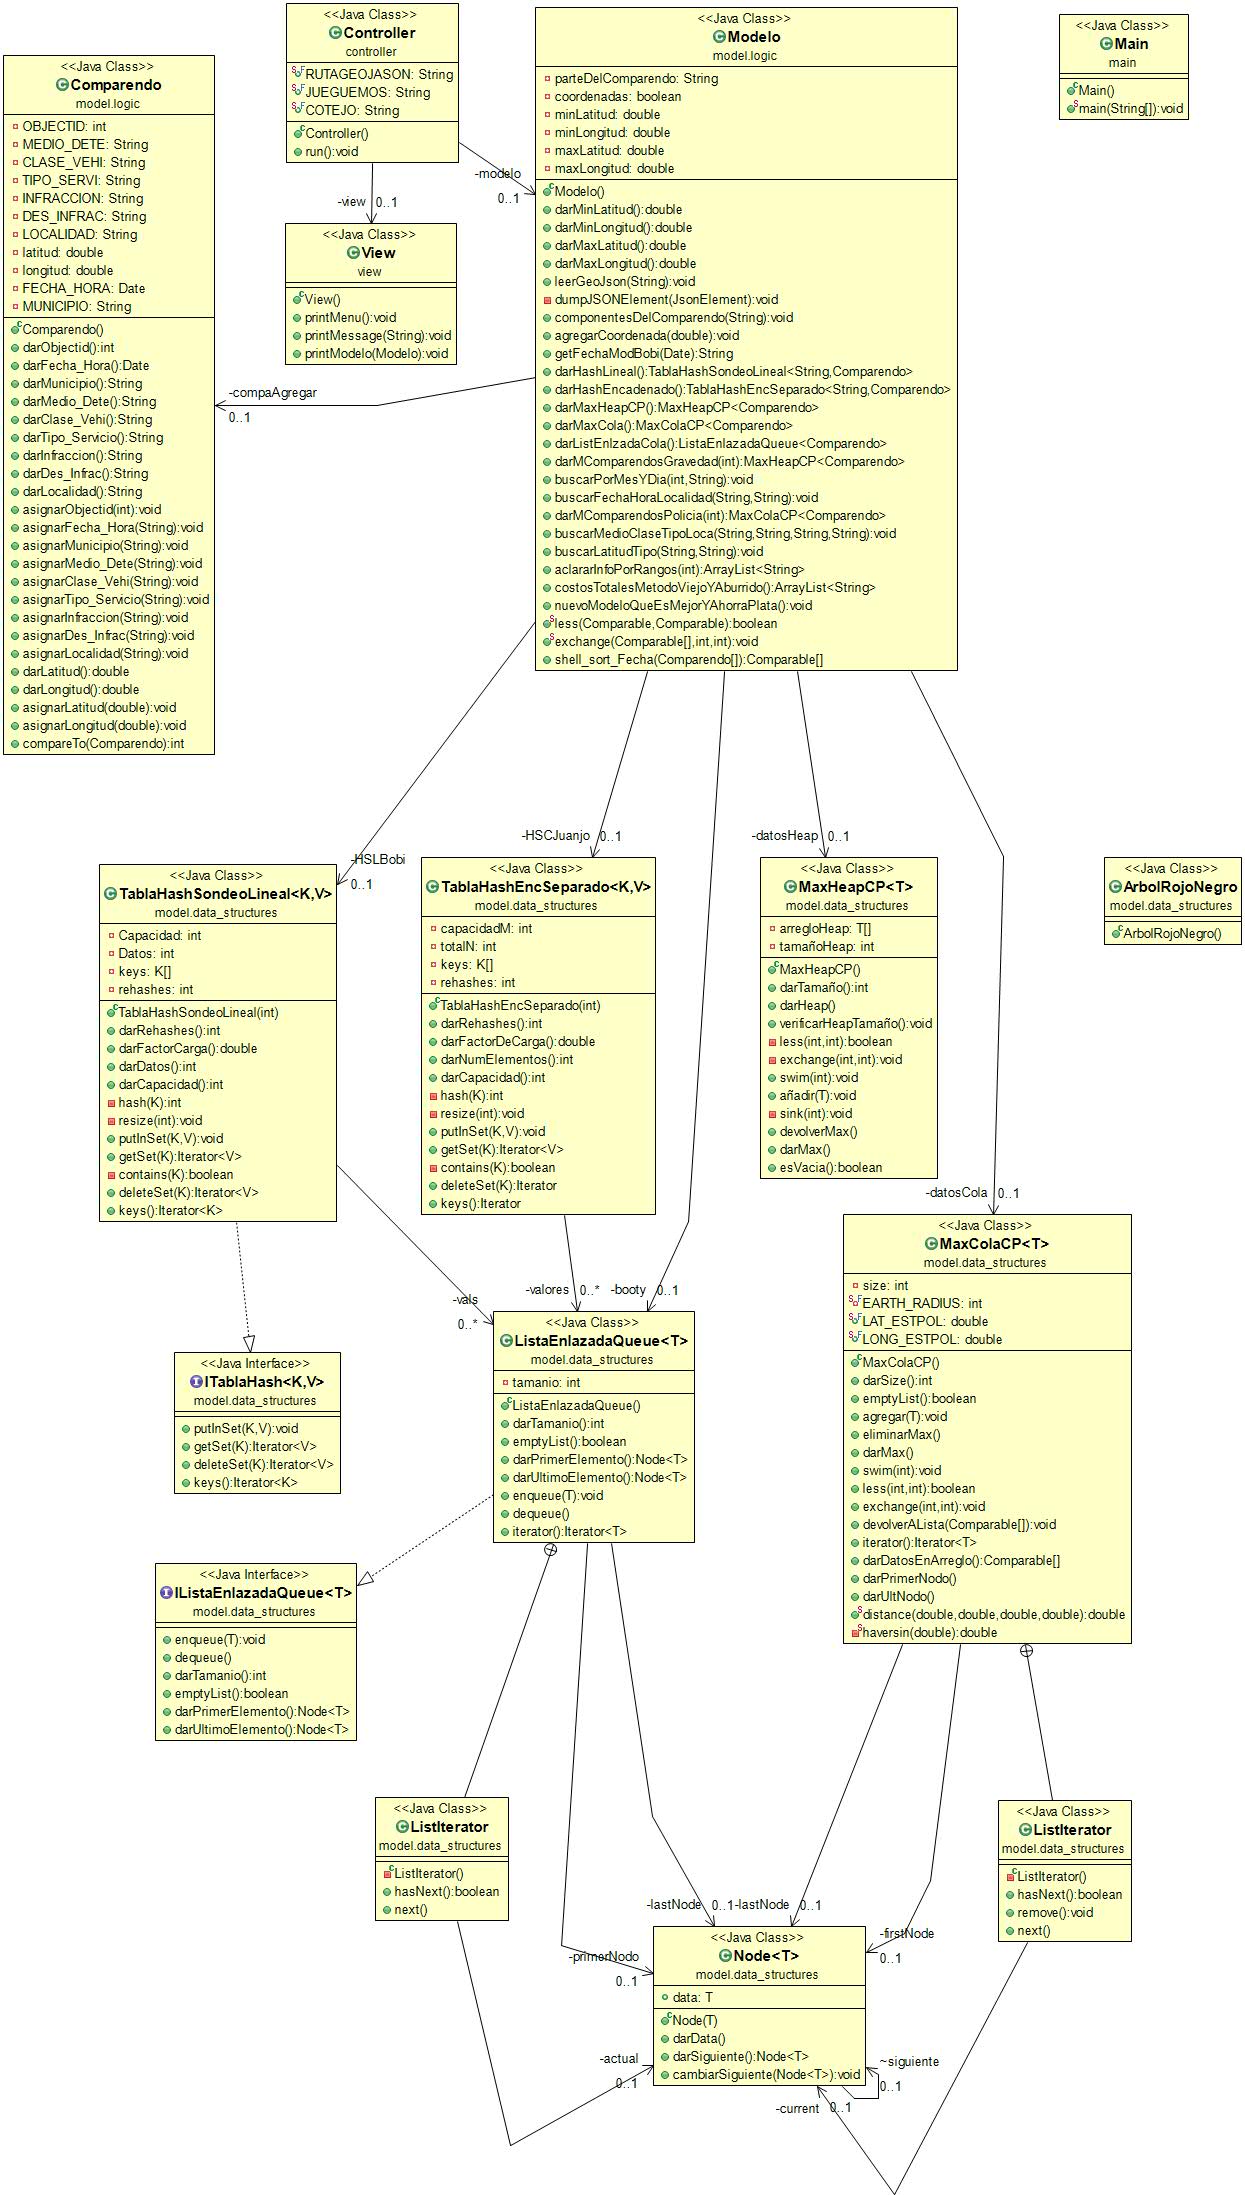 <<Java Class>>
Comparendo
model.logic
OBJECTID: int
MEDIO_DETE: String
CLASE_VEHI: String
TIPO_SERVI: String
INFRACCION: String
DES_INFRAC: String
LOCALIDAD: String
latitud: double
longitud: double
FECHA_HORA: Date
MUNICIPIO: String
Comparendo()
darObjectid():int
darFecha_Hora():Date
darMunicipio():String
darMedio_Dete():String
darClase_Vehi():String
darTipo_Servicio():String
darInfraccion():String
darDes_Infrac():String
darLocalidad():String
asignarObjectid(int):void
asignarFecha_Hora(String):void
asignarMunicipio(String):void
asignarMedio_Dete(String):void
asignarClase_Vehi(String):void
asignarTipo_Servicio(String):void
asignarInfraccion(String):void
asignarDes_Infrac(String):void
asignarLocalidad(String):void
darLatitud():double
darLongitud():double
asignarLatitud(double):void
asignarLongitud(double):void
compareTo(Comparendo):int
<<Java Class>>
Controller
controller
RUTAGEOJASON: String
JUEGUEMOS: String
COTEJO: String
Controller()
run():void
-view 0..1
-modelo
0..1
<<Java Class>>
View
view
View()
printMenu():void
printMessage(String):void
printModelo(Modelo):void
-compaAgregar
0..1
<<Java Class>>
Modelo
model.logic
parteDelComparendo: String
coordenadas: boolean
minLatitud: double
minLongitud: double
maxLatitud: double
maxLongitud: double
Modelo()
darMinLatitud():double
darMinLongitud():double
darMaxLatitud():double
darMaxLongitud():double
leerGeoJson(String):void
dumpJSONElement(JsonElement):void
componentesDelComparendo(String):void
agregarCoordenada(double):void
getFechaModBobi(Date):String
darHashLineal():TablaHashSondeoLineal<String,Comparendo>
darHashEncadenado():TablaHashEncSeparado<String,Comparendo>
darMaxHeapCP():MaxHeapCP<Comparendo>
darMaxCola():MaxColaCP<Comparendo>
darListEnlzadaCola():ListaEnlazadaQueue<Comparendo>
darMComparendosGravedad(int):MaxHeapCP<Comparendo>
buscarPorMesYDia(int,String):void
buscarFechaHoraLocalidad(String,String):void
darMComparendosPolicia(int):MaxColaCP<Comparendo>
buscarMedioClaseTipoLoca(String,String,String,String):void
buscarLatitudTipo(String,String):void
aclararInfoPorRangos(int):ArrayList<String>
costosTotalesMetodoViejoYAburrido():ArrayList<String>
nuevoModeloQueEsMejorYAhorraPlata():void
less(Comparable,Comparable):boolean
exchange(Comparable[],int,int):void
shell_sort_Fecha(Comparendo[]):Comparable[]
<<Java Class>>
Main
main
Main()
main(String[]):void
-HSLBobi
0..1
-HSCJuanjo 0..1
-datosHeap 0..1
<<Java Class>>
TablaHashSondeoLineal<K,V>
model.data_structures
Capacidad: int
Datos: int
keys: K[]
rehashes: int
TablaHashSondeoLineal(int)
darRehashes():int
darFactorCarga():double
darDatos():int
darCapacidad():int
hash(K):int
resize(int):void
putInSet(K,V):void
getSet(K):Iterator<V>
contains(K):boolean
deleteSet(K):Iterator<V>
keys():Iterator<K>
<<Java Class>>
TablaHashEncSeparado<K,V>
model.data_structures
capacidadM: int
totalN: int
keys: K[]
rehashes: int
TablaHashEncSeparado(int)
darRehashes():int
darFactorDeCarga():double
darNumElementos():int
darCapacidad():int
hash(K):int
resize(int):void
putInSet(K,V):void
getSet(K):Iterator<V>
contains(K):boolean
deleteSet(K):Iterator
keys():Iterator
<<Java Class>>
MaxHeapCP<T>
model.data_structures
arregloHeap: T[]
tamañoHeap: int
MaxHeapCP()
darTamaño():int
darHeap()
verificarHeapTamaño():void
less(int,int):boolean
exchange(int,int):void
swim(int):void
añadir(T):void
sink(int):void
devolverMax()
darMax()
esVacia():boolean
<<Java Class>>
ArbolRojoNegro
model.data_structures
ArbolRojoNegro()
-datosCola 0..1
<<Java Class>>
MaxColaCP<T>
model.data_structures
size: int
EARTH_RADIUS: int
LAT_ESTPOL: double
LONG_ESTPOL: double
MaxColaCP()
darSize():int
emptyList():boolean
agregar(T):void
eliminarMax()
darMax()
swim(int):void
less(int,int):boolean
exchange(int,int):void
devolverALista(Comparable[]):void
iterator():Iterator<T>
darDatosEnArreglo():Comparable[]
darPrimerNodo()
darUltNodo()
distance(double,double,double,double):double
haversin(double):double
-vals
0..*
-valores 0..*
-booty 0..1
<<Java Class>>
ListaEnlazadaQueue<T>
model.data_structures
tamanio: int
ListaEnlazadaQueue()
darTamanio():int
emptyList():boolean
darPrimerElemento():Node<T>
darUltimoElemento():Node<T>
enqueue(T):void
dequeue()
iterator():Iterator<T>
<<Java Interface>>
ITablaHash<K,V>
model.data_structures
putInSet(K,V):void
getSet(K):Iterator<V>
deleteSet(K):Iterator<V>
keys():Iterator<K>
<<Java Interface>>
IListaEnlazadaQueue<T>
model.data_structures
enqueue(T):void
dequeue()
darTamanio():int
emptyList():boolean
darPrimerElemento():Node<T>
darUltimoElemento():Node<T>
<<Java Class>>
ListIterator
model.data_structures
ListIterator()
hasNext():boolean
next()
<<Java Class>>
ListIterator
model.data_structures
ListIterator()
hasNext():boolean
remove():void
next()
-lastNode 0..1
-lastNode 0..1
-firstNode
0..1
-primerNodo
0..1
<<Java Class>>
Node<T>
model.data_structures
data: T
Node(T)
darData()
darSiguiente():Node<T>
cambiarSiguiente(Node<T>):void
-actual
0..1
~siguiente
0..1
-current 0..1